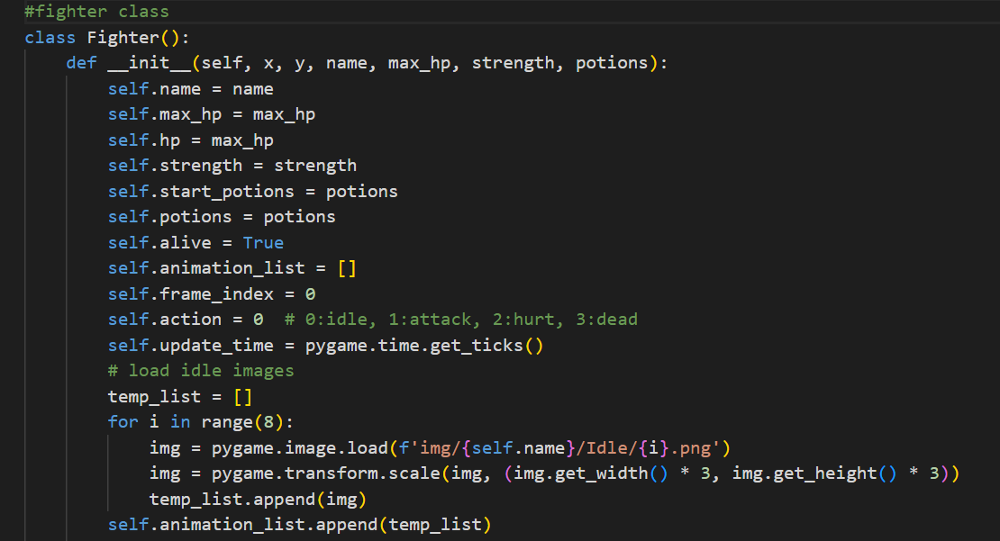 #fighter class
class Fighter():
    def __init__(self, x, y, name, max_hp, strength, potions):
        self.name = name
        self.max_hp = max_hp
        self.hp = max_hp
        self.strength = strength
        self.start_potions = potions
        self.potions = potions
        self.alive = True
        self.animation_list = []
        self.frame_index = 0
        self.action = 0  # 0:idle, 1:attack, 2:hurt, 3:dead
        self.update_time = pygame.time.get_ticks()
        # load idle images
        temp_list = []
        for i in range(8):
            img = pygame.image.load(f'img/{self.name}/Idle/{i}.png')
            img = pygame.transform.scale(img, (img.get_width() * 3, img.get_height() * 3))
            temp_list.append(img)
        self.animation_list.append(temp_list)